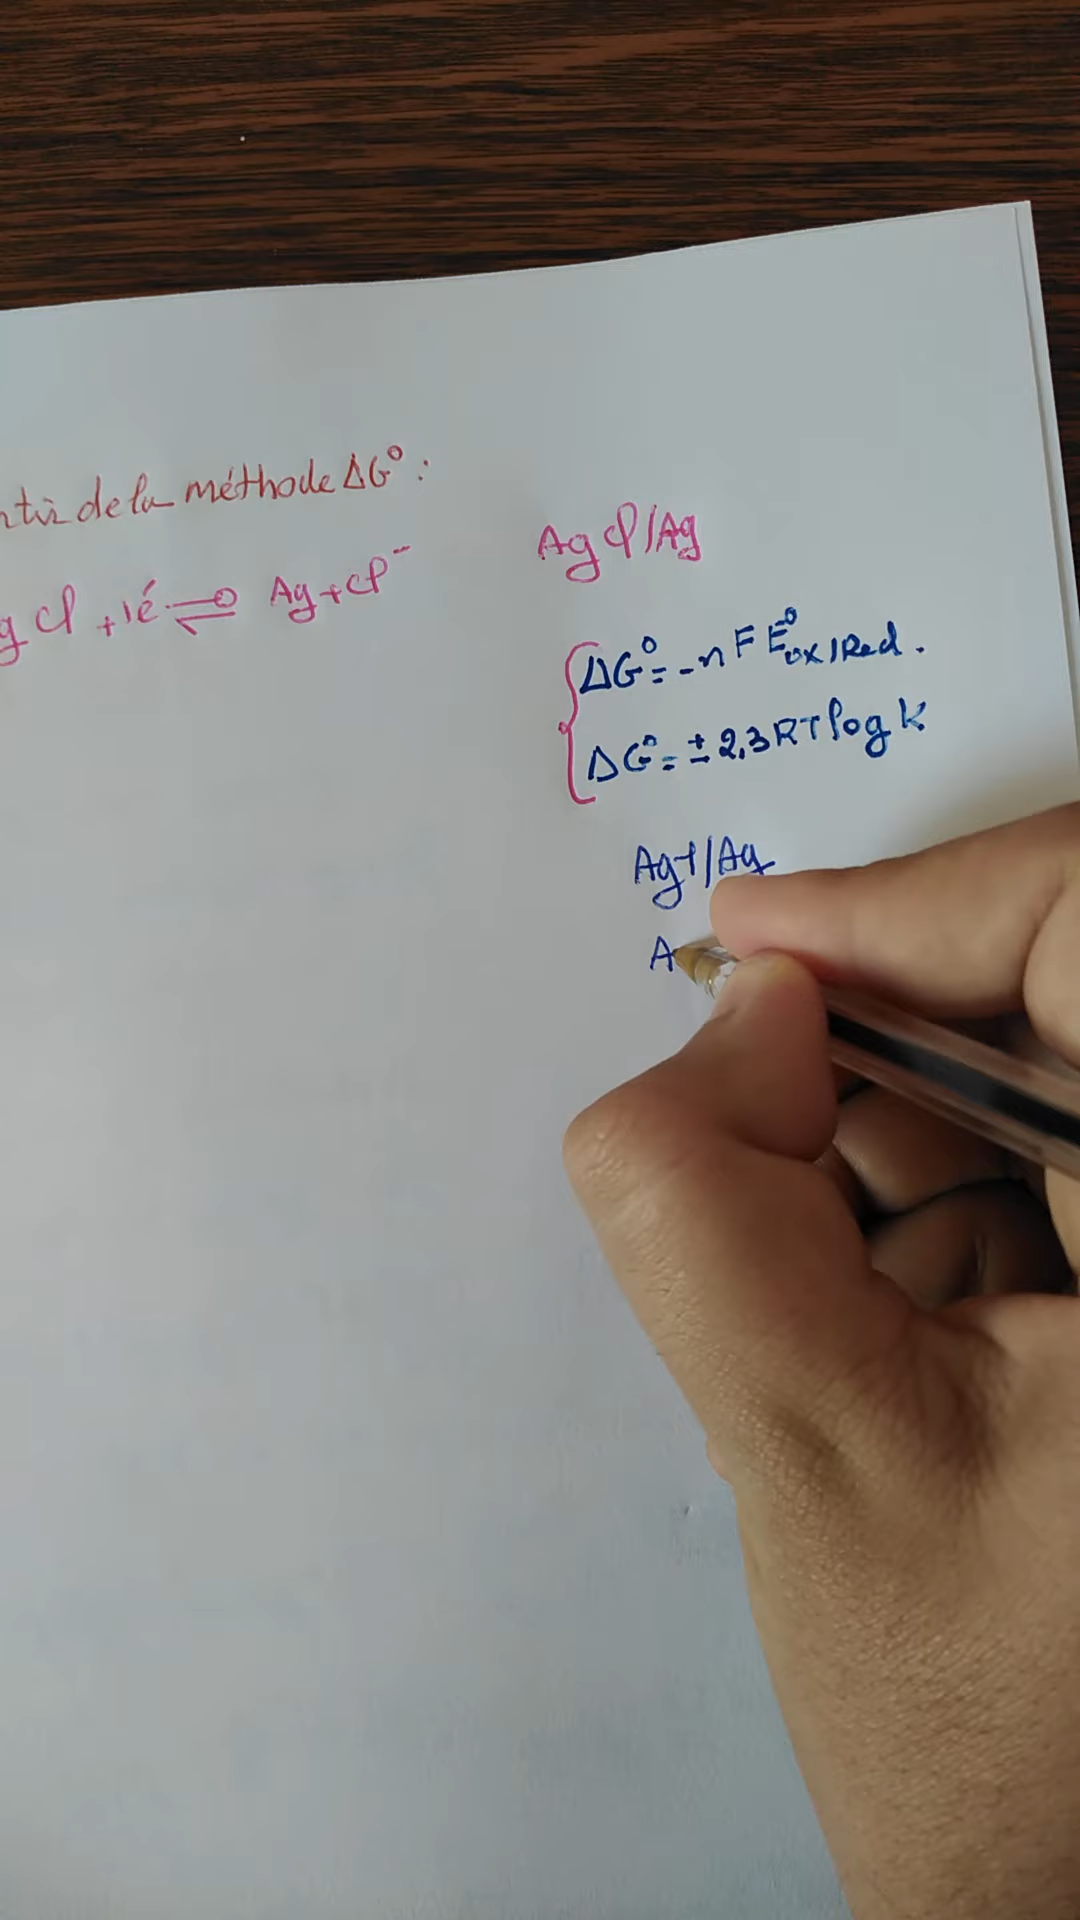 de la méthode ΔG° :
AgCl/Ag
Cl + 1é ⇌ Ag + Cl⁻
ΔG° = -nFE°ox/Red.
ΔG° = ± 2,3RT log k
Ag+/Ag
A